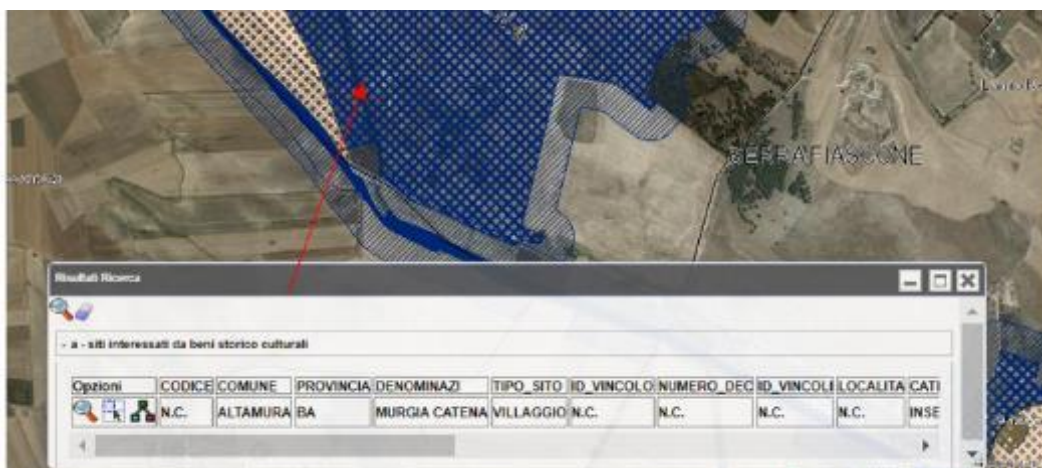 SERRAFIASCONE
Risultati Ricerca
- a - siti interessati da beni storico culturali
Opzioni CODICE COMUNE PROVINCIA DENOMINAZI TIPO_SITO ID_VINCOLO NUMERO_DEC ID_VINCOLI LOCALITA CATI
N.C. ALTAMURA BA MURGIA CATENA VILLAGGIO N.C. N.C. N.C. N.C. INSE